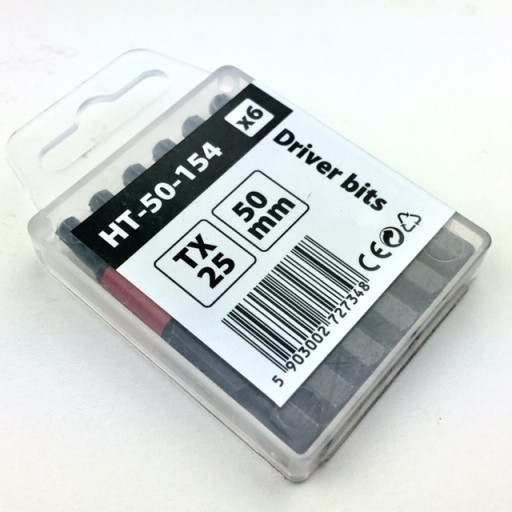 HT-50-154
x6
Driver bits
TX
25
50
mm
CE
5 903002 727348